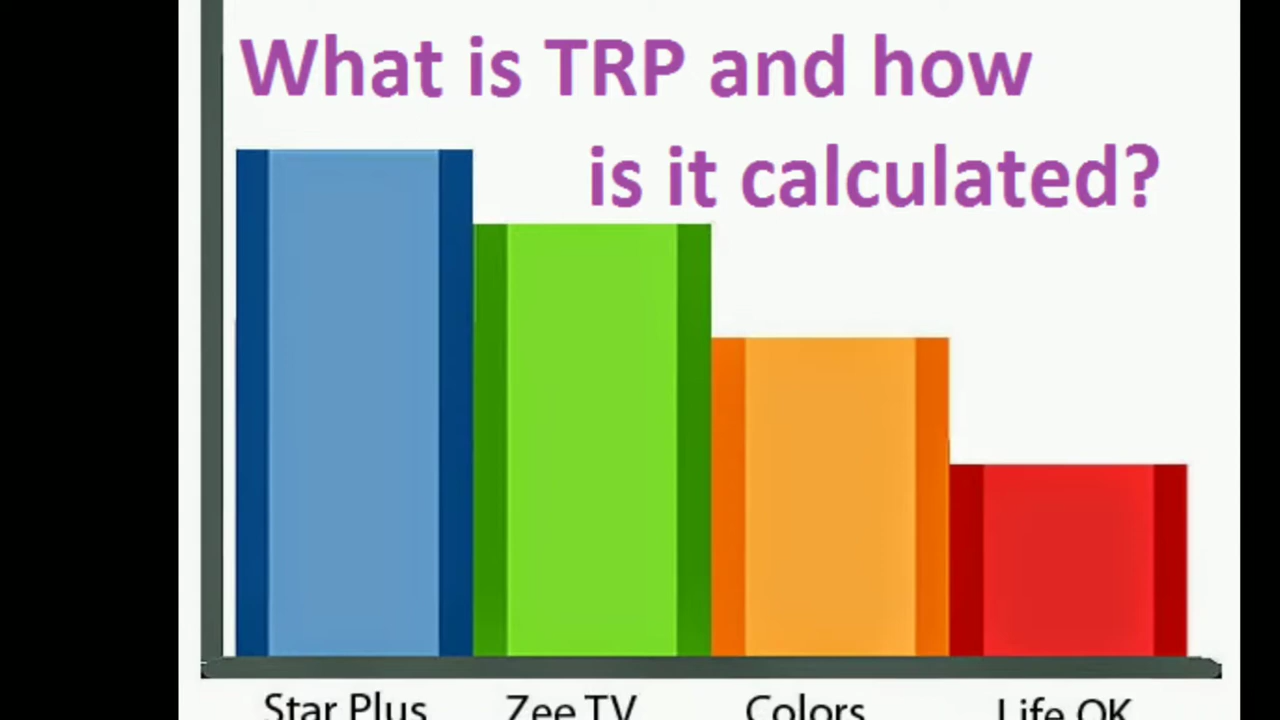 What is TRP and how
is it calculated?
Star Plus Zee TV Colors Life OK